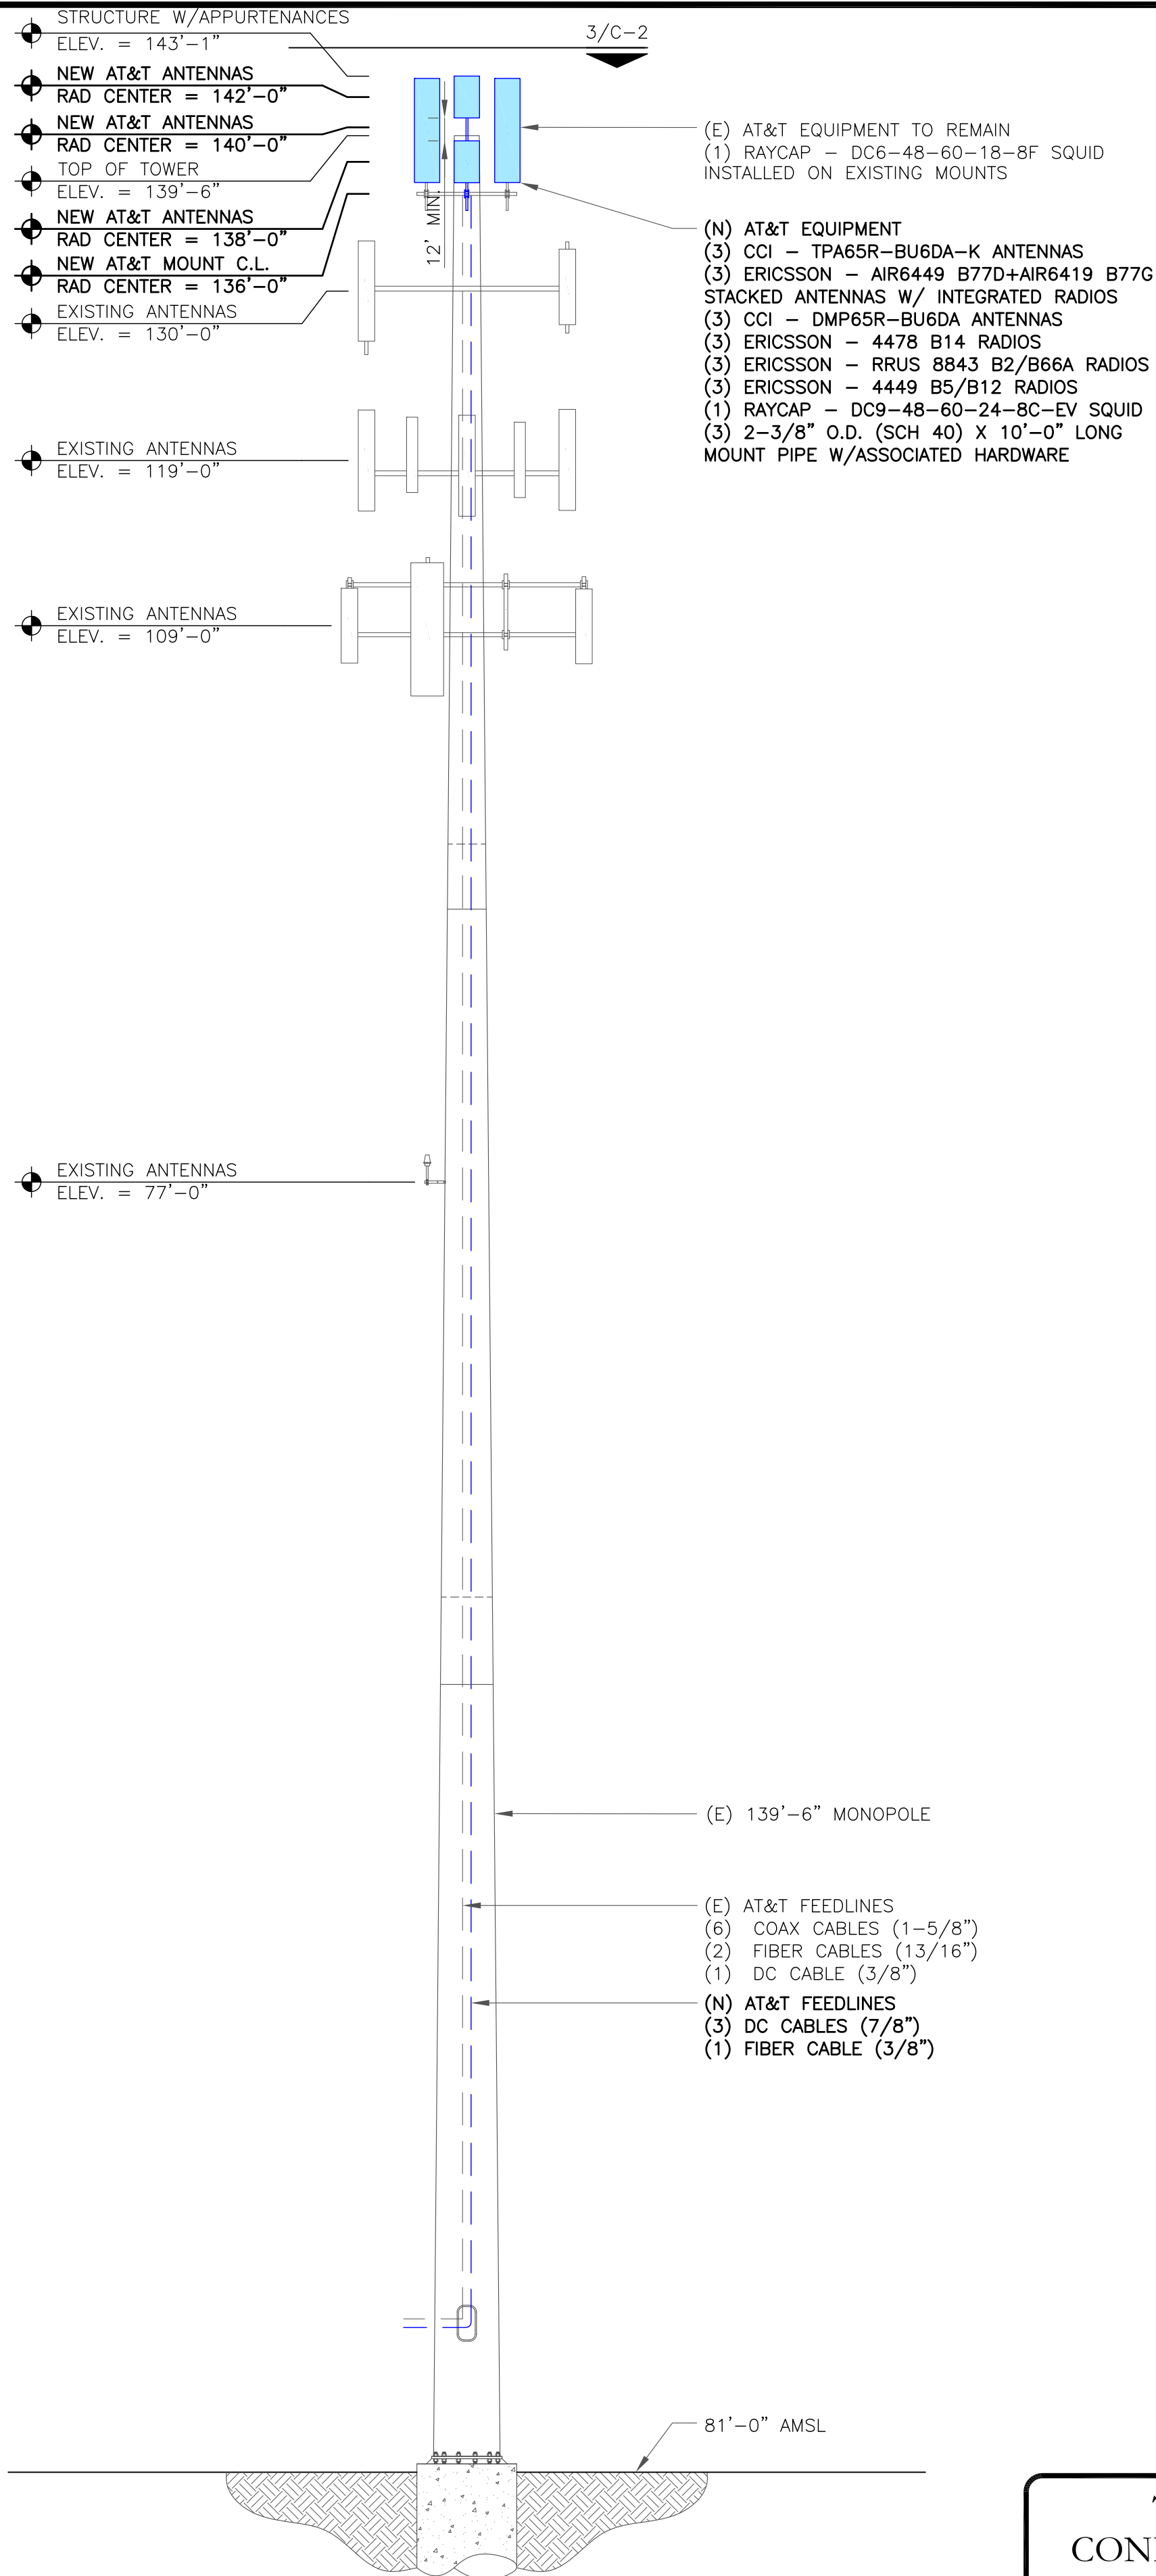 STRUCTURE W/APPURTENANCES
ELEV. = 143'-1"
NEW AT&T ANTENNAS
RAD CENTER = 142'-0"
NEW AT&T ANTENNAS
RAD CENTER = 140'-0"
TOP OF TOWER
ELEV. = 139'-6"
NEW AT&T ANTENNAS
RAD CENTER = 138'-0"
NEW AT&T MOUNT C.L.
RAD CENTER = 136'-0"
EXISTING ANTENNAS
ELEV. = 130'-0"
EXISTING ANTENNAS
ELEV. = 119'-0"
EXISTING ANTENNAS
ELEV. = 109'-0"
EXISTING ANTENNAS
ELEV. = 77'-0"
3/C-2
12' MIN.
(E) AT&T EQUIPMENT TO REMAIN
(1) RAYCAP - DC6-48-60-18-8F SQUID
INSTALLED ON EXISTING MOUNTS
(N) AT&T EQUIPMENT
(3) CCI - TPA65R-BU6DA-K ANTENNAS
(3) ERICSSON - AIR6449 B77D+AIR6419 B77G
STACKED ANTENNAS W/ INTEGRATED RADIOS
(3) CCI - DMP65R-BU6DA ANTENNAS
(3) ERICSSON - 4478 B14 RADIOS
(3) ERICSSON - RRUS 8843 B2/B66A RADIOS
(3) ERICSSON - 4449 B5/B12 RADIOS
(1) RAYCAP - DC9-48-60-24-8C-EV SQUID
(3) 2-3/8" O.D. (SCH 40) X 10'-0" LONG
MOUNT PIPE W/ASSOCIATED HARDWARE
(E) 139'-6" MONOPOLE
(E) AT&T FEEDLINES
(6) COAX CABLES (1-5/8")
(2) FIBER CABLES (13/16")
(1) DC CABLE (3/8")
(N) AT&T FEEDLINES
(3) DC CABLES (7/8")
(1) FIBER CABLE (3/8")
81'-0" AMSL